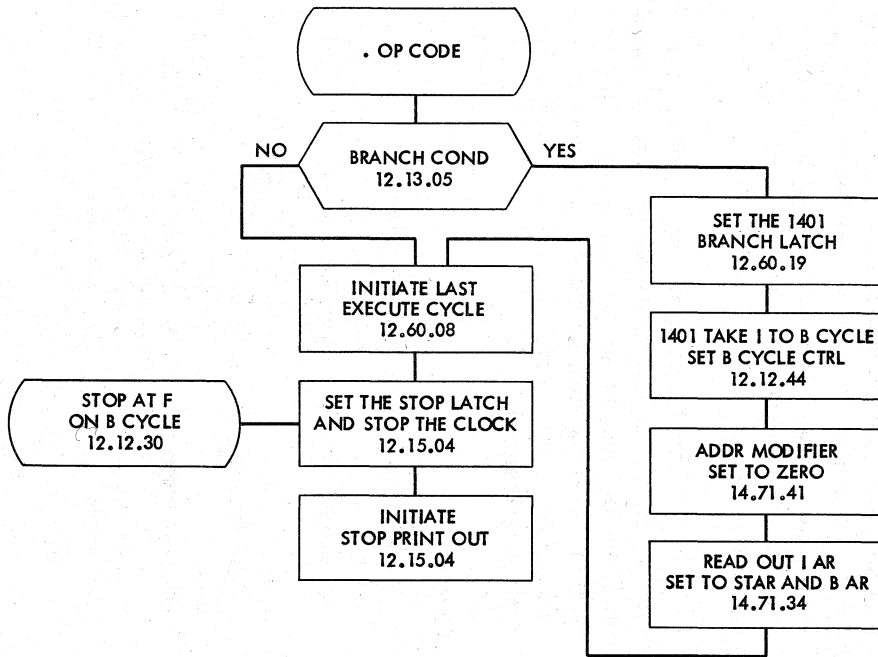 . OP CODE
NO
BRANCH COND
12.13.05
YES
SET THE 1401
BRANCH LATCH
12.60.19
INITIATE LAST
EXECUTE CYCLE
12.60.08
1401 TAKE I TO B CYCLE
SET B CYCLE CTRL
12.12.44
STOP AT F
ON B CYCLE
12.12.30
SET THE STOP LATCH
AND STOP THE CLOCK
12.15.04
ADDR MODIFIER
SET TO ZERO
14.71.41
INITIATE
STOP PRINT OUT
12.15.04
READ OUT I AR
SET TO STAR AND B AR
14.71.34